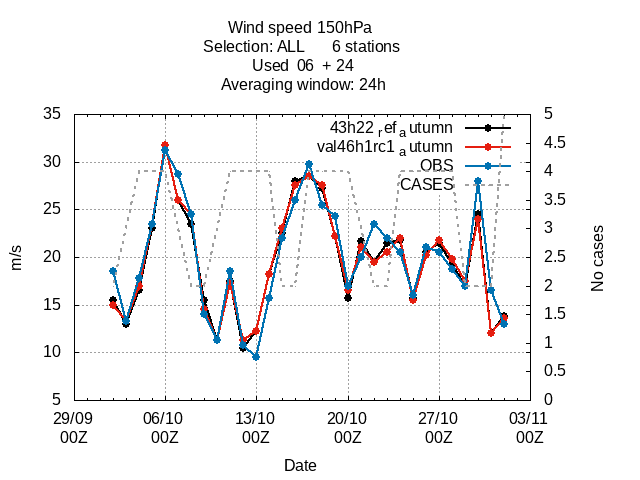 Wind speed 150hPa
Selection: ALL 6 stations
Used 06 + 24
Averaging window: 24h
35
30
25
20
15
10
5
m/s
5
4.5
4
3.5
3
2.5
2
1.5
1
0.5
0
No cases
43h22 ref autumn
val46h1rc1 autumn
OBS
CASES
29/09 06/10 13/10 20/10 27/10 03/11
00Z 00Z 00Z 00Z 00Z 00Z
Date